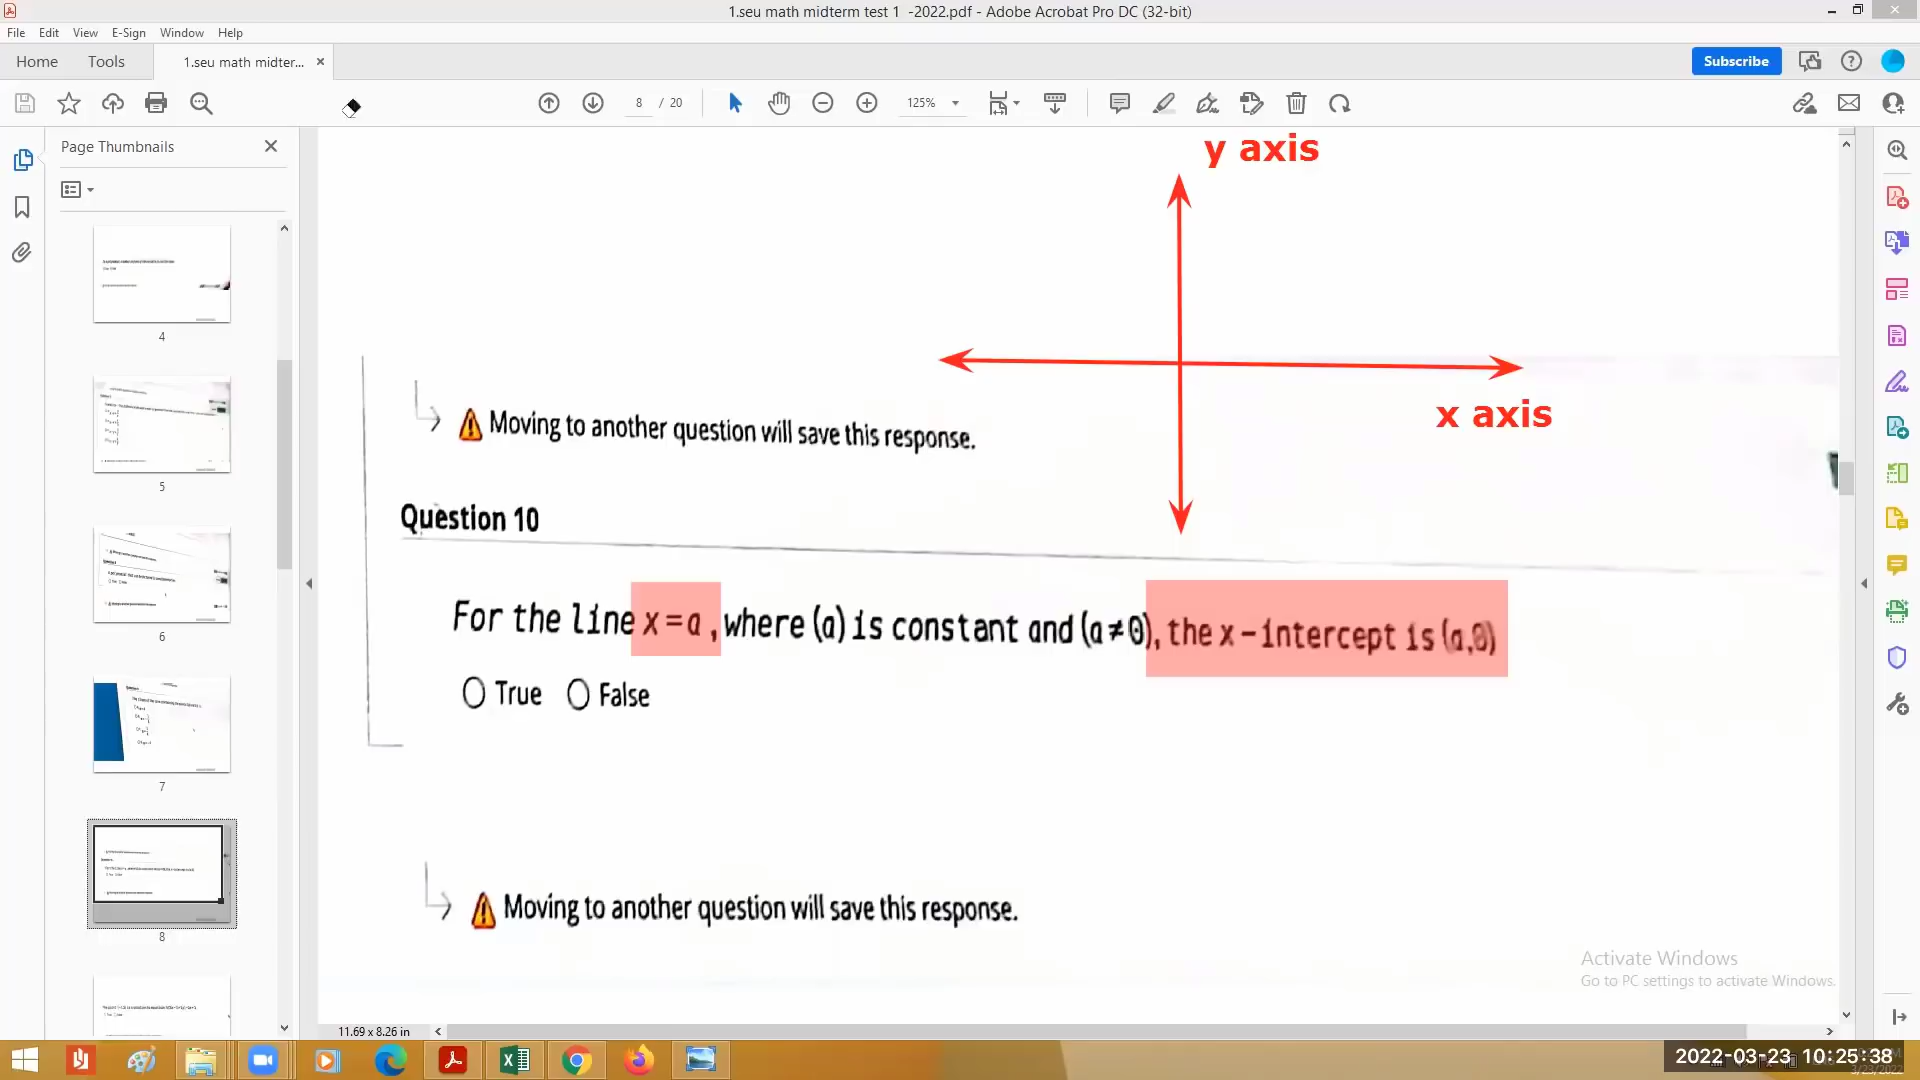 1.seu math midterm test 1 -2022.pdf - Adobe Acrobat Pro DC (32-bit)
File Edit View E-Sign Window Help
Home Tools 1.seu math midter... ×
Subscribe
8 / 20
125%
Page Thumbnails
4
5
6
7
8
y axis
x axis
Moving to another question will save this response.
Question 10
For the line x = a , where (a) is constant and (a ≠ 0), the x - intercept is (a,0)
True False
Moving to another question will save this response.
Activate Windows
Go to PC settings to activate Windows.
11.69 x 8.26 in
2022-03-23 10:25:38
3/23/2022